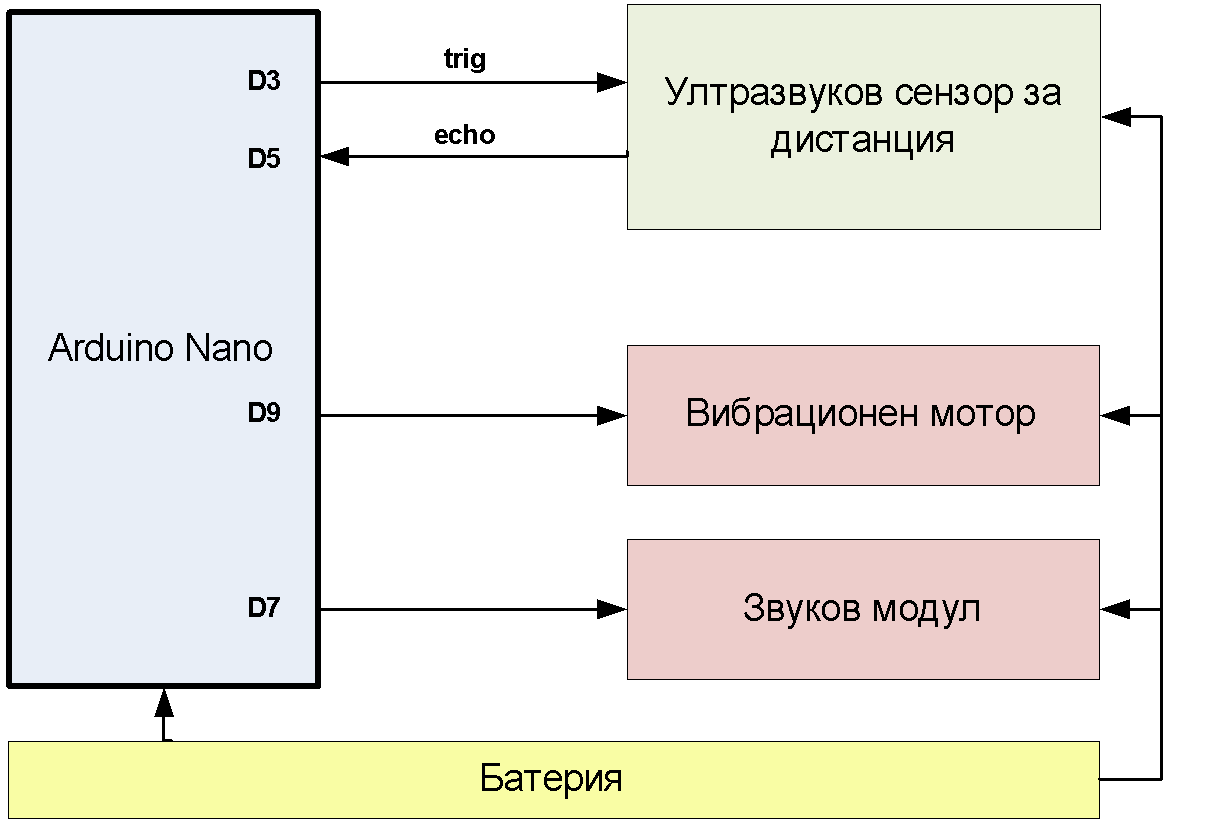 D3
trig
Ултразвуков сензор за
дистанция
echo
D5
Arduino Nano
D9
Вибрационен мотор
D7
Звуков модул
Батерия